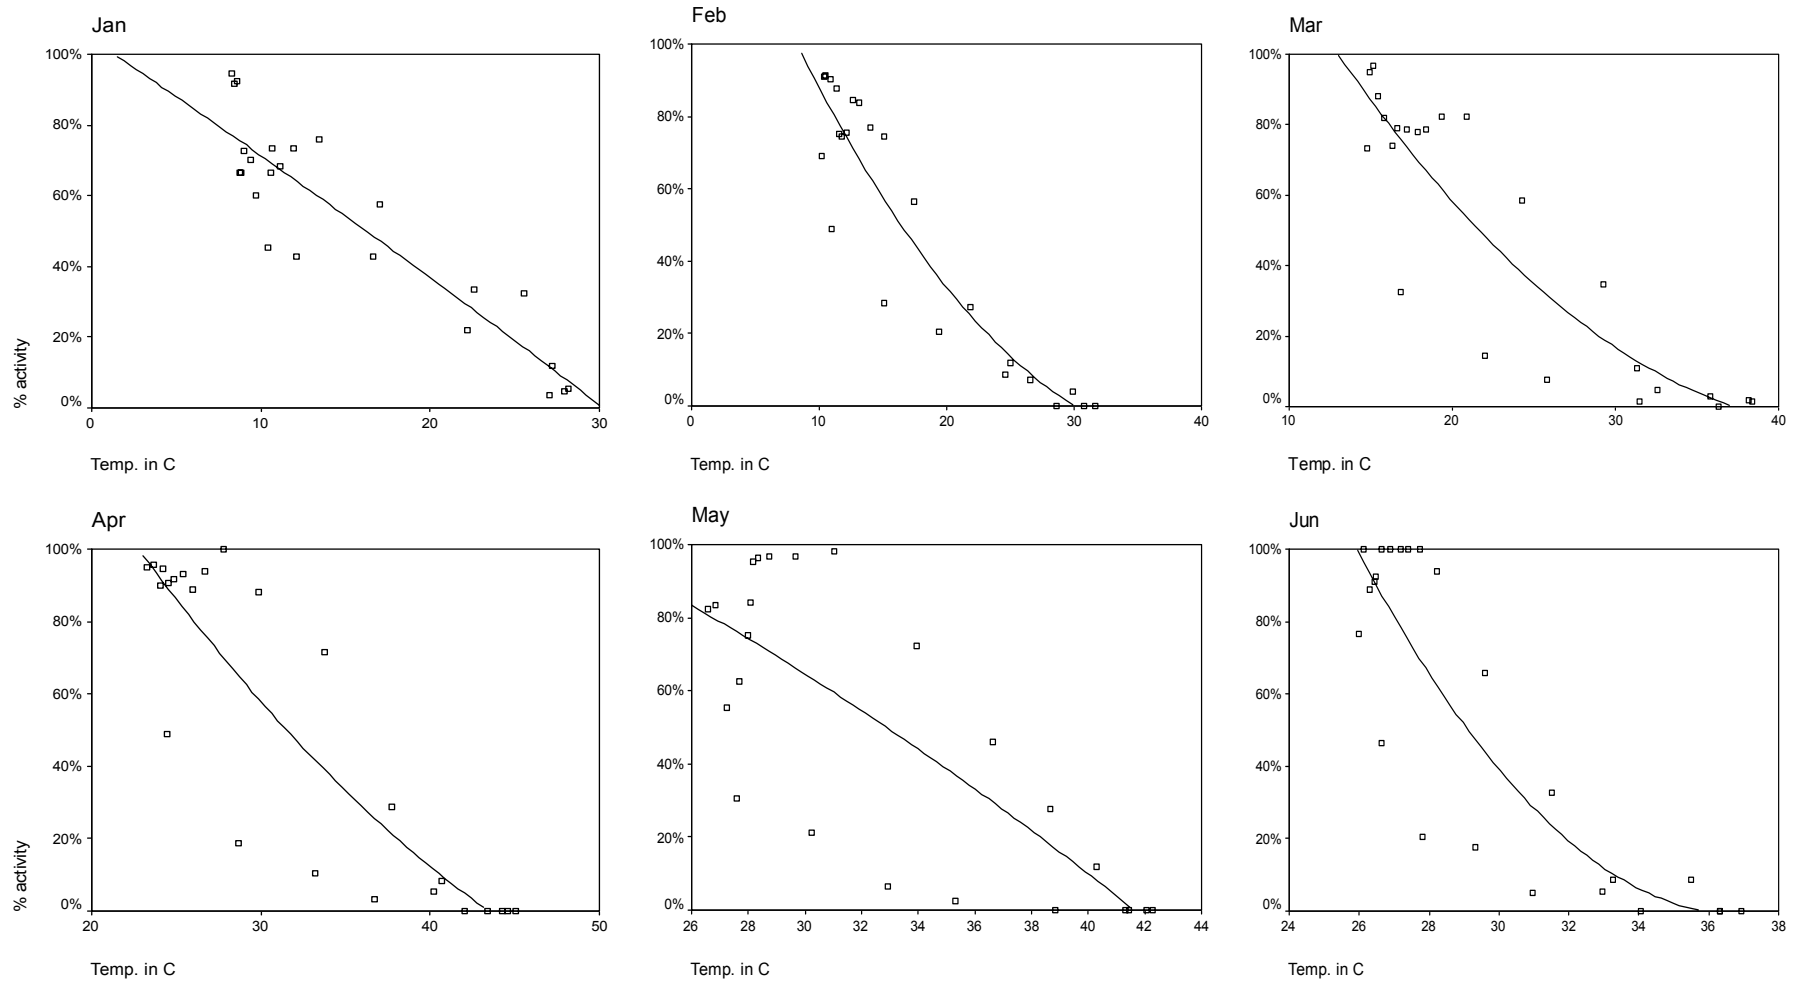 Jan
100%
80%
60%
40%
20%
0%
0 10 20 30
% activity
Temp. in C
Feb
100%
80%
60%
40%
20%
0%
0 10 20 30 40
Temp. in C
Mar
100%
80%
60%
40%
20%
0%
10 20 30 40
Temp. in C
Apr
100%
80%
60%
40%
20%
0%
20 30 40 50
% activity
Temp. in C
May
100%
80%
60%
40%
20%
0%
26 28 30 32 34 36 38 40 42 44
Temp. in C
Jun
100%
80%
60%
40%
20%
0%
24 26 28 30 32 34 36 38
Temp. in C